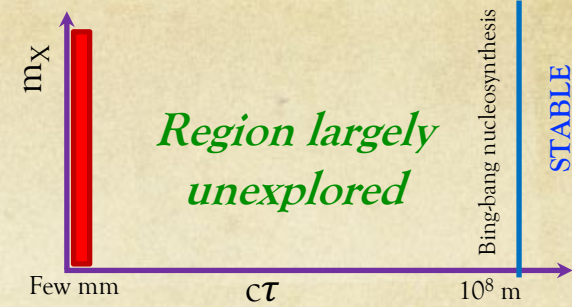 m_X
Region largely
unexplored
Bing-bang nucleosynthesis
STABLE
Few mm
cτ
10⁸ m